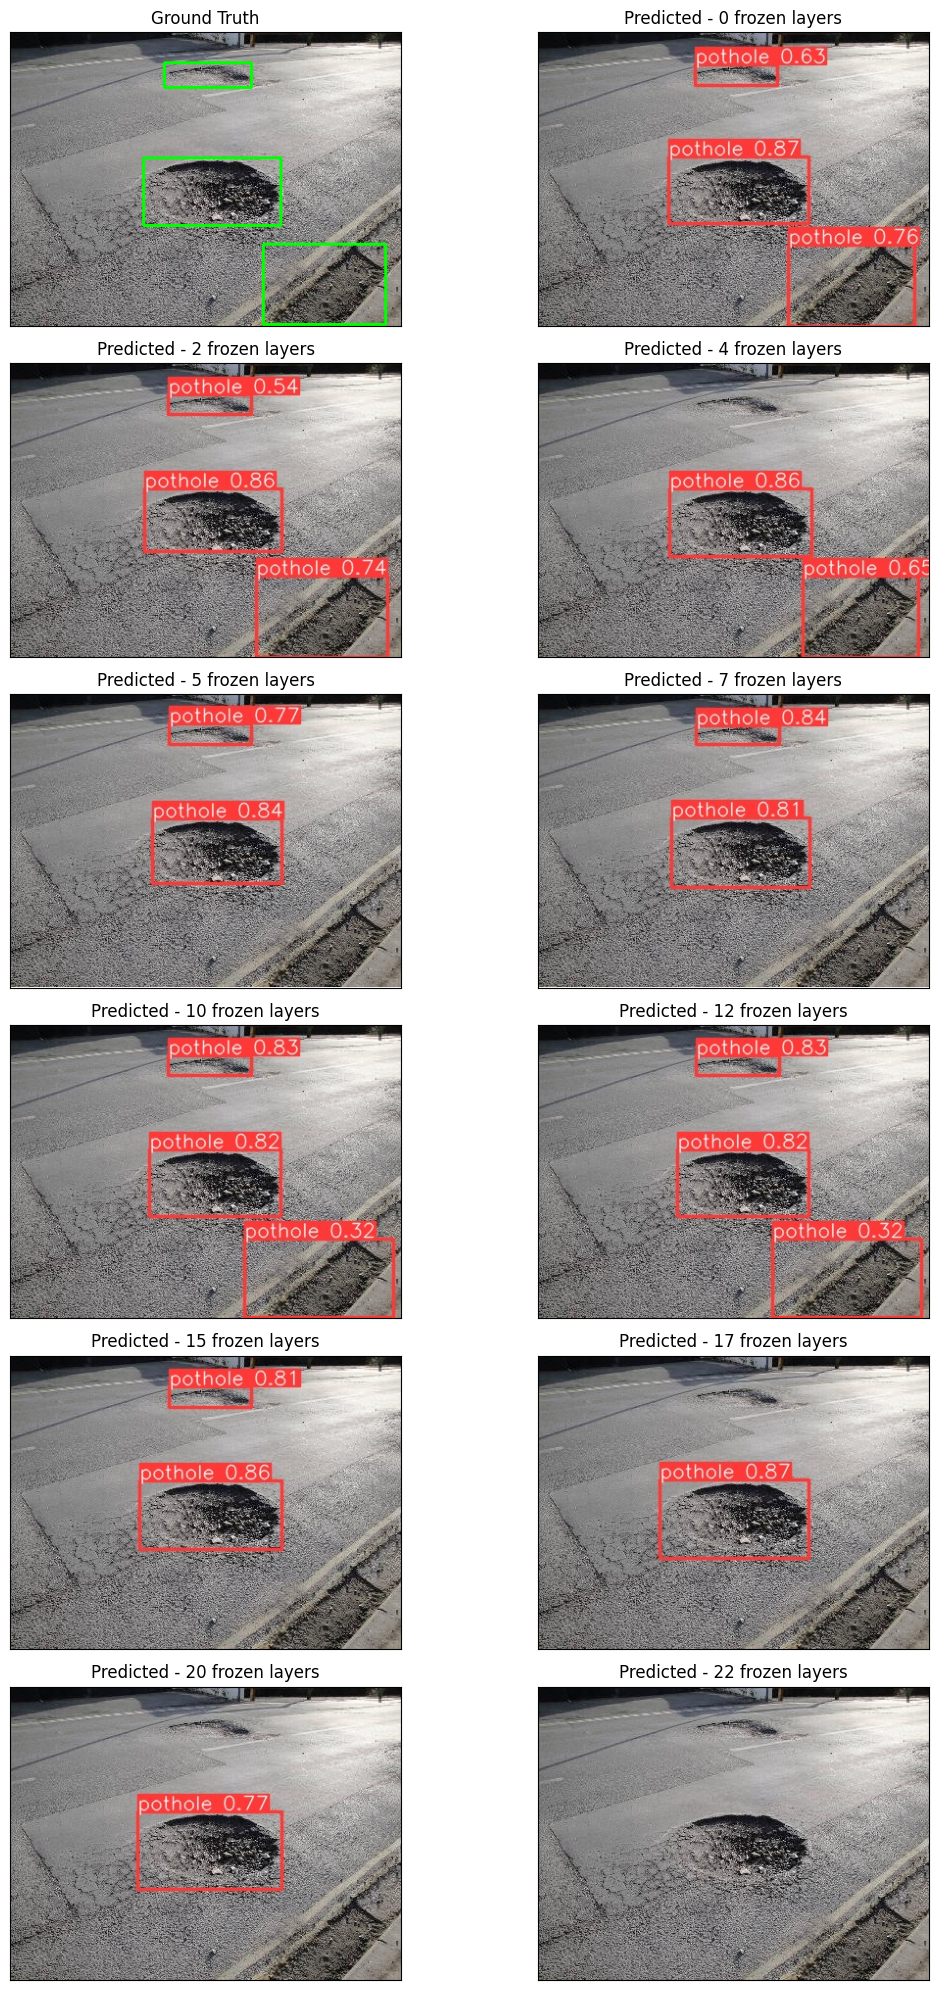 Ground Truth
Predicted - 0 frozen layers
pothole 0.63
pothole 0.87
pothole 0.76
Predicted - 2 frozen layers
pothole 0.54
pothole 0.86
pothole 0.74
Predicted - 4 frozen layers
pothole 0.86
pothole 0.65
Predicted - 5 frozen layers
pothole 0.77
pothole 0.84
Predicted - 7 frozen layers
pothole 0.84
pothole 0.81
Predicted - 10 frozen layers
pothole 0.83
pothole 0.82
pothole 0.32
Predicted - 12 frozen layers
pothole 0.83
pothole 0.82
pothole 0.32
Predicted - 15 frozen layers
pothole 0.81
pothole 0.86
Predicted - 17 frozen layers
pothole 0.87
Predicted - 20 frozen layers
pothole 0.77
Predicted - 22 frozen layers